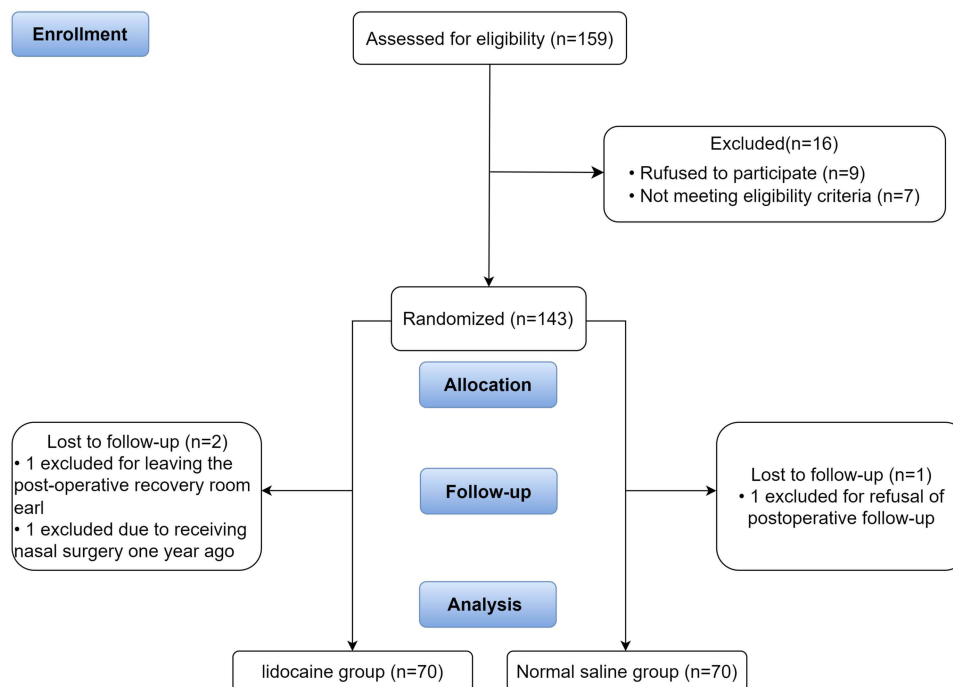 Enrollment
Assessed for eligibility (n=159)
Excluded(n=16)
• Rufused to participate (n=9)
• Not meeting eligibility criteria (n=7)
Randomized (n=143)
Allocation
Lost to follow-up (n=2)
• 1 excluded for leaving the
post-operative recovery room
earl
• 1 excluded due to receiving
nasal surgery one year ago
Follow-up
Lost to follow-up (n=1)
• 1 excluded for refusal of
postoperative follow-up
Analysis
lidocaine group (n=70)
Normal saline group (n=70)